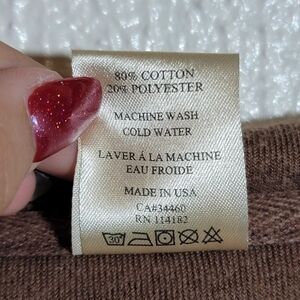 80% COTTON
20% POLYESTER
MACHINE WASH
COLD WATER
LAVER Á LA MACHINE
EAU FROIDE
MADE IN USA
CA#34460
RN 114182
30